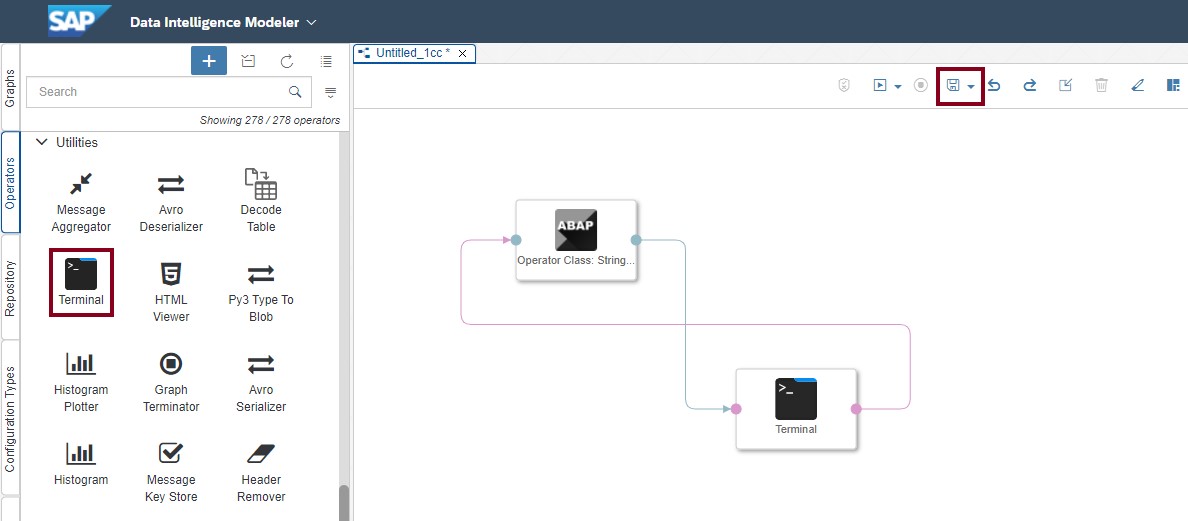 SAP
Data Intelligence Modeler
Graphs
Operators
Repository
Configuration Types
Search
Showing 278 / 278 operators
Utilities
Message
Aggregator
Avro
Deserializer
Decode
Table
>_
Terminal
HTML
Viewer
Py3 Type To
Blob
Histogram
Plotter
Graph
Terminator
Avro
Serializer
Histogram
Message
Key Store
Header
Remover
Untitled_1cc *
ABAP
Operator Class: String...
>_
Terminal